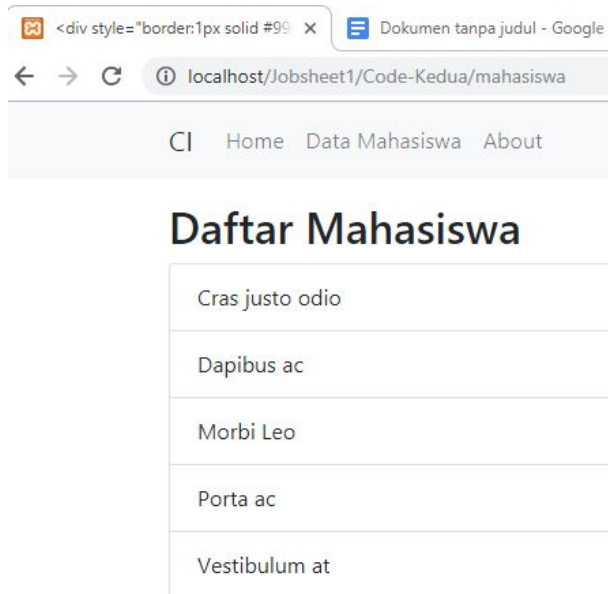 <div style="border:1px solid #99
Dokumen tanpa judul - Google
localhost/Jobsheet1/Code-Kedua/mahasiswa
CI Home Data Mahasiswa About
Daftar Mahasiswa
Cras justo odio
Dapibus ac
Morbi Leo
Porta ac
Vestibulum at